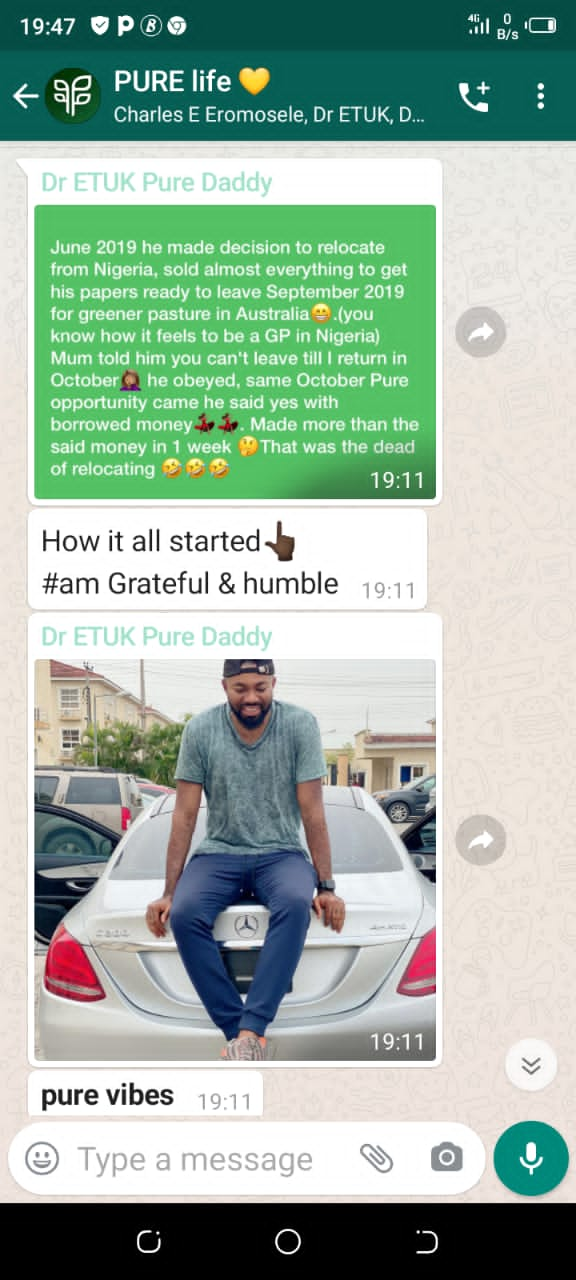 19:47
4G
0
B/s
PURE life 💛
Charles E Eromosele, Dr ETUK, D...
Dr ETUK Pure Daddy
June 2019 he made decision to relocate
from Nigeria, sold almost everything to get
his papers ready to leave September 2019
for greener pasture in Australia😁.(you
know how it feels to be a GP in Nigeria)
Mum told him you can't leave till I return in
October🤦🏾‍♀️ he obeyed, same October Pure
opportunity came he said yes with
borrowed money💃🏾💃🏾. Made more than the
said money in 1 week 🤔That was the dead
of relocating 🤣🤣🤣
19:11
How it all started👆🏿
#am Grateful & humble 19:11
Dr ETUK Pure Daddy
C300
19:11
pure vibes 19:11
Type a message